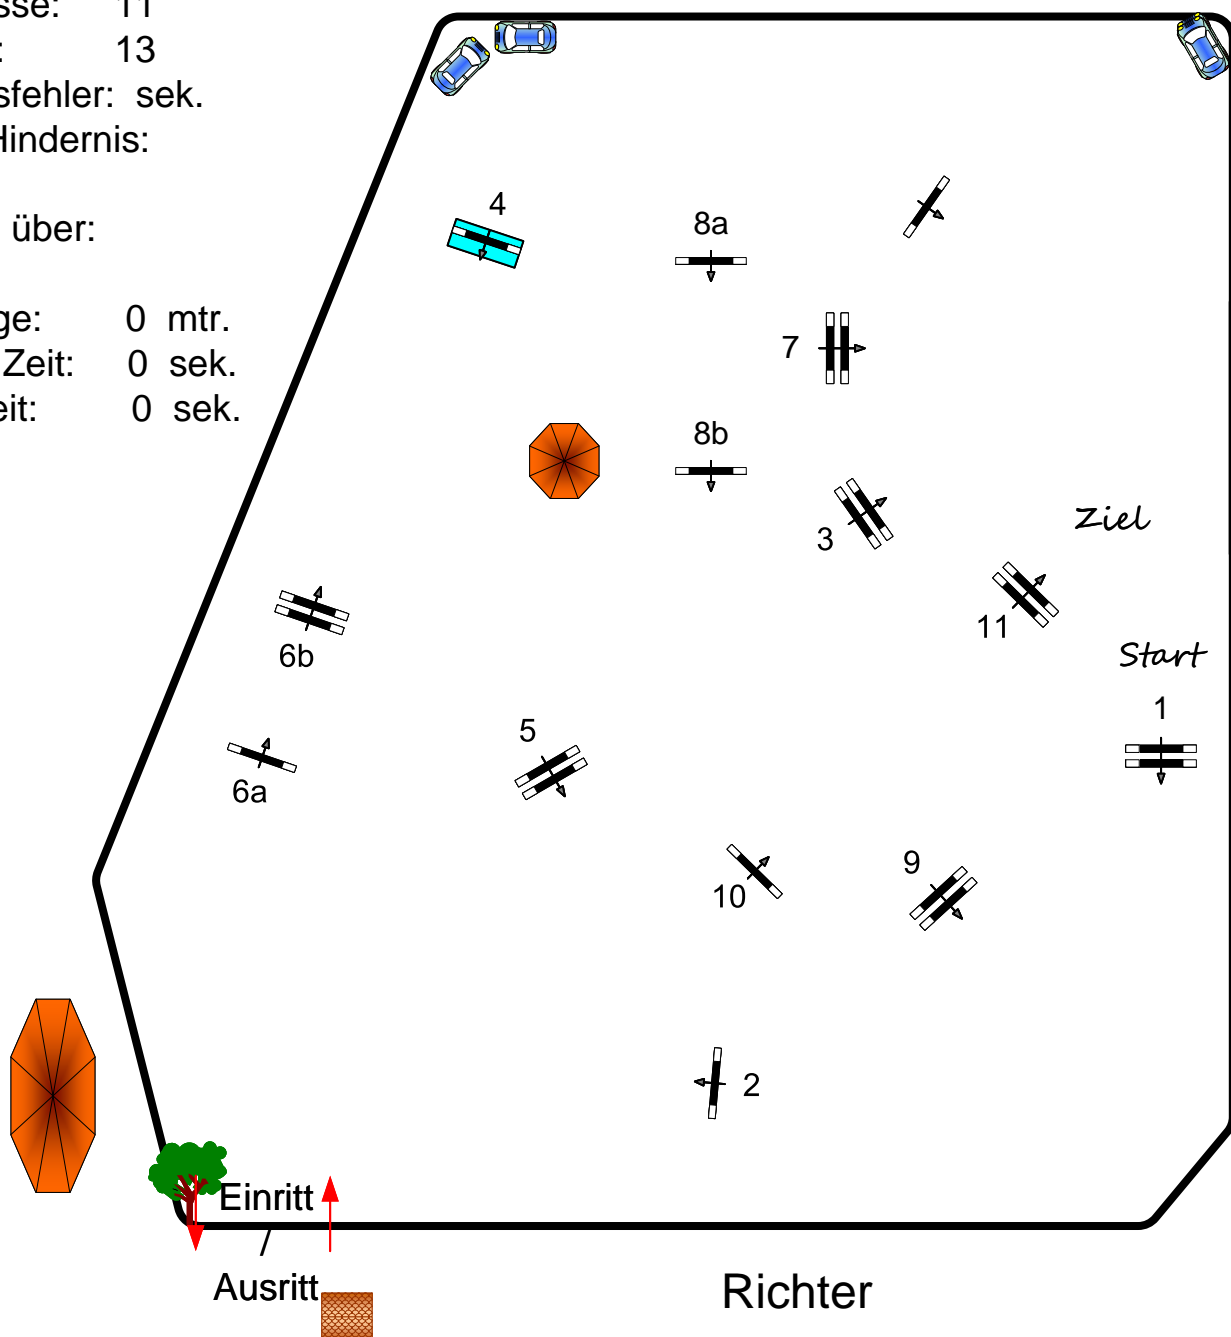 sse: 11
: 13
sfehler: sek.
Hindernis:
über:
ge: 0 mtr.
Zeit: 0 sek.
eit: 0 sek.
4
8a
7
8b
3
Ziel
11
Start
1
6b
5
6a
9
10
2
Einritt
Ausritt
Richter